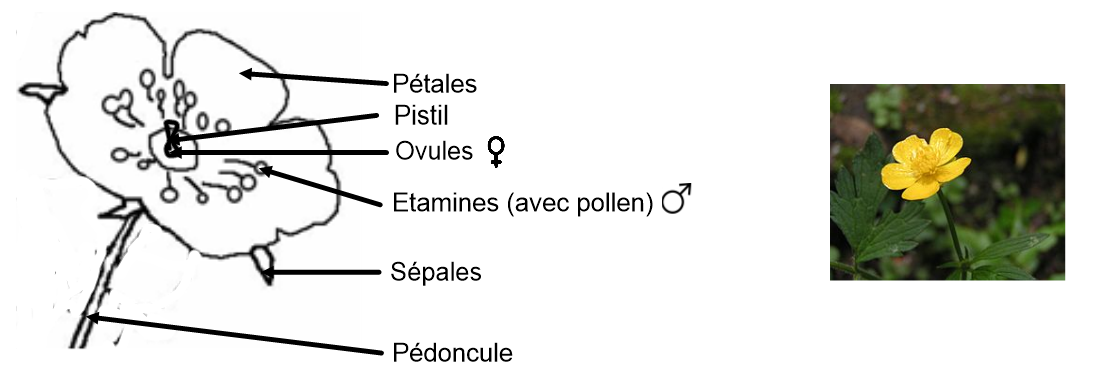 Pétales
Pistil
Ovules ♀
Etamines (avec pollen) ♂
Sépales
Pédoncule